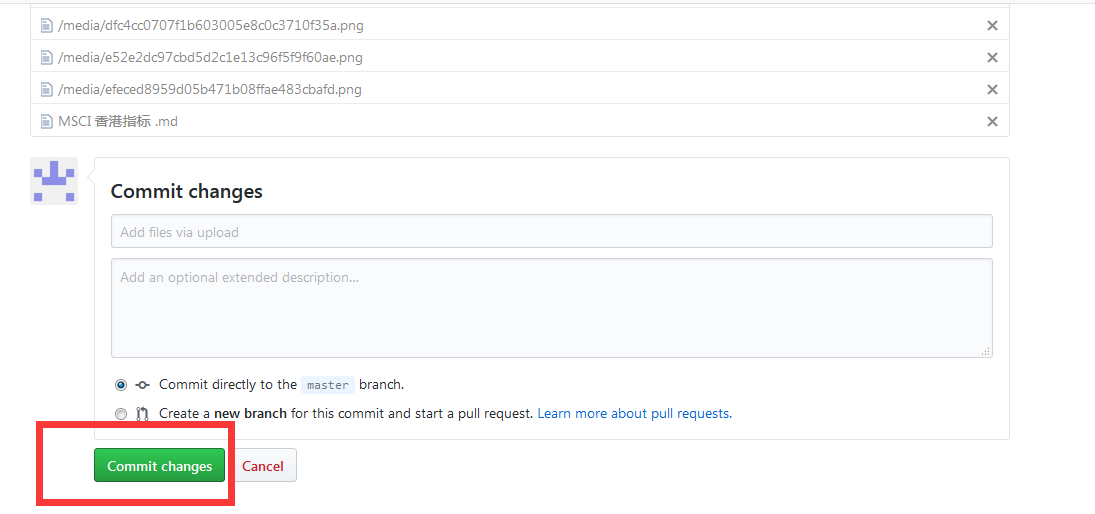 /media/dfc4cc0707f1b603005e8c0c3710f35a.png
/media/e52e2dc97cbd5d2c1e13c96f5f9f60ae.png
/media/efeced8959d05b471b08ffae483cbafd.png
MSCI 香港指标 .md
Commit changes
Add files via upload
Add an optional extended description...
Commit directly to the master branch.
Create a new branch for this commit and start a pull request. Learn more about pull requests.
Commit changes Cancel